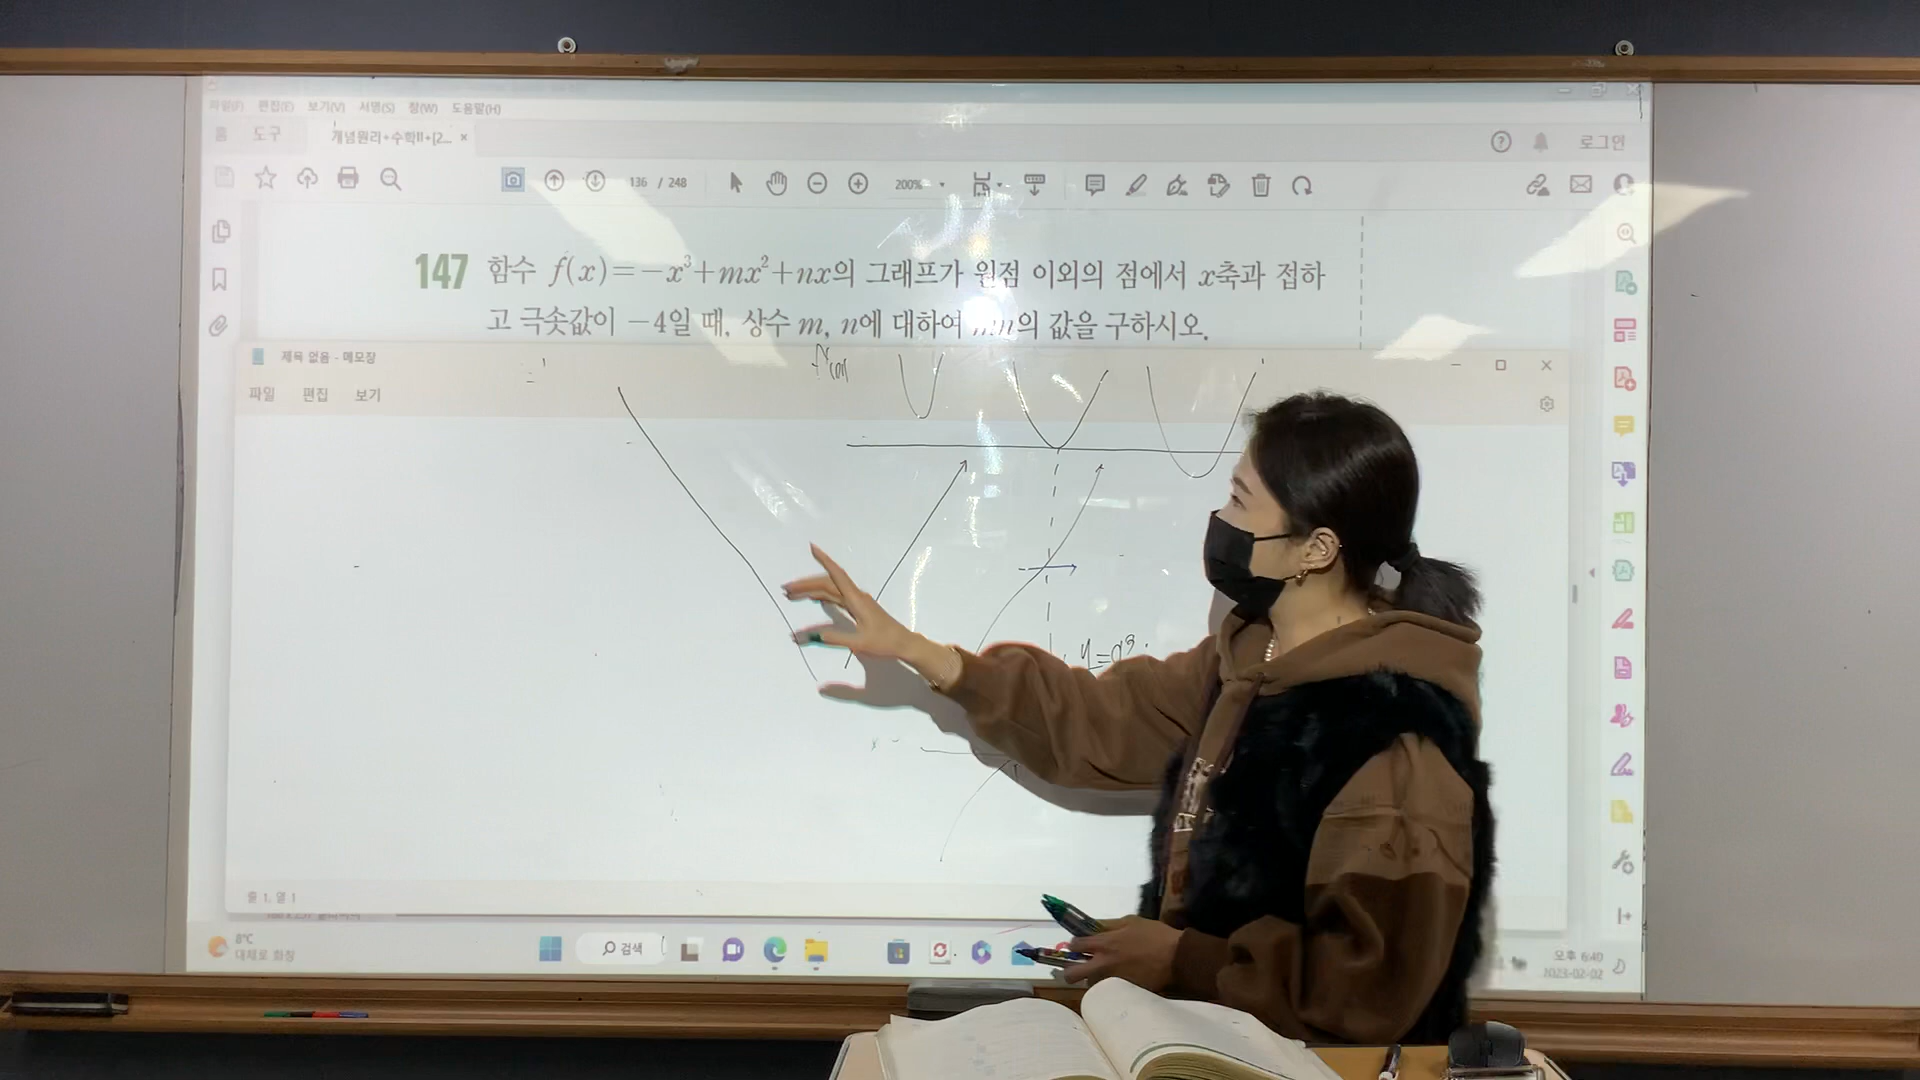 파일(F) 편집(E) 보기(V) 서명(S) 창(W) 도움말(H)
홈 도구 개념원리+수학II+[2... × 로그인
136 / 248 200%
147 함수 f(x)=-x³+mx²+nx의 그래프가 원점 이외의 점에서 x축과 접하
고 극솟값이 -4일 때, 상수 m, n에 대하여 mn의 값을 구하시오.
제목 없음 - 메모장
파일 편집 보기
줄 1, 열 1
8°C
대체로 화창
검색
오후 6:40
2023-02-02